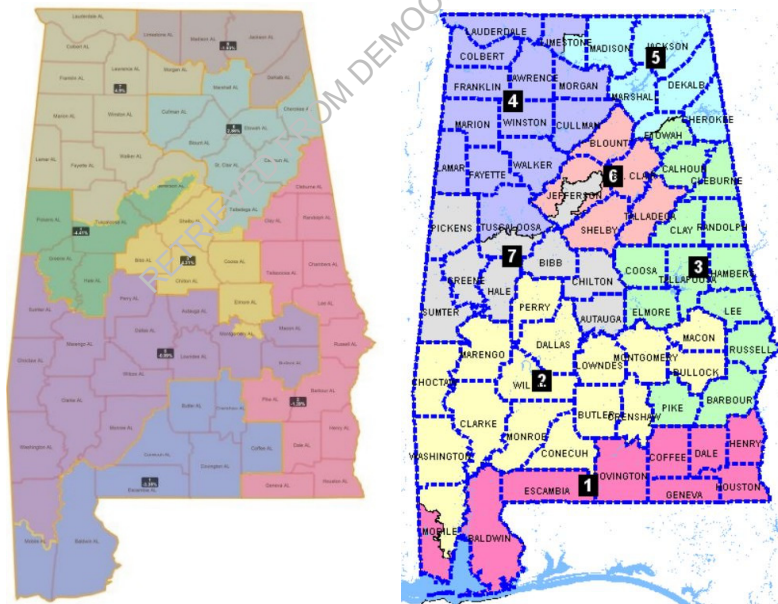 Lauderdale AL
Limestone AL
Madison AL
Jackson AL
Colbert AL
Franklin AL
Lawrence AL
Morgan AL
Marshall AL
Dekalb AL
Marion AL
Winston AL
Cullman AL
Cherokee A
Blount AL
Etowah AL
Lamar AL
Fayette AL
Walker AL
St. Clair AL
Jefferson AL
Cleburne AL
Pickens AL
Tuscaloosa AL
Shelby AL
Talladega AL
Clay AL
Randolph AL
Greene AL
Hale AL
Bibb AL
Chilton AL
Coosa AL
Tallapoosa AL
Chambers AL
Sumter AL
Perry AL
Autauga AL
Elmore AL
Lee AL
Marengo AL
Dallas AL
Lowndes AL
Montgomery AL
Macon AL
Russell AL
Choctaw AL
Wilcox AL
Bullock AL
Clarke AL
Monroe AL
Butler AL
Crenshaw AL
Pike AL
Barbour AL
Washington AL
Conecuh AL
Covington AL
Coffee AL
Dale AL
Henry AL
Escambia AL
Geneva AL
Houston AL
Mobile AL
Baldwin AL
RETRIE
OM DEMOC
LAUDERDALE
LIMESTONE
MADISON
JACKSON
COLBERT
5
FRANKLIN
LAWRENCE
MORGAN
MARSHAL
DEKALB
4
MARION
WINSTON
CULLMAN
CHEROKEE
ETOWAH
BLOUNT
LAMAR
FAYETTE
WALKER
6
CLAI
CALHOU
CLEBURNE
JEFFERSON
PICKENS
TUSCALOOSA
SHELBY
TALLADEGA
CLAY
RANDOLPH
7
GREENE
HALE
BIBB
CHILTON
COOSA
3
TALLAPOOSA
CHAMBERS
SUMTER
PERRY
AUTAUGA
ELMORE
LEE
MARENGO
DALLAS
LOWNDES
MONTGOMERY
MACON
RUSSELL
CHOCTAW
WIL
2
BULLOCK
CLARKE
BUTLER
CRENSHAW
PIKE
BARBOUR
MONROE
WASHINGTON
CONECUH
COVINGTON
COFFEE
DALE
HENRY
ESCAMBIA
1
GENEVA
HOUSTON
MOBILE
BALDWIN